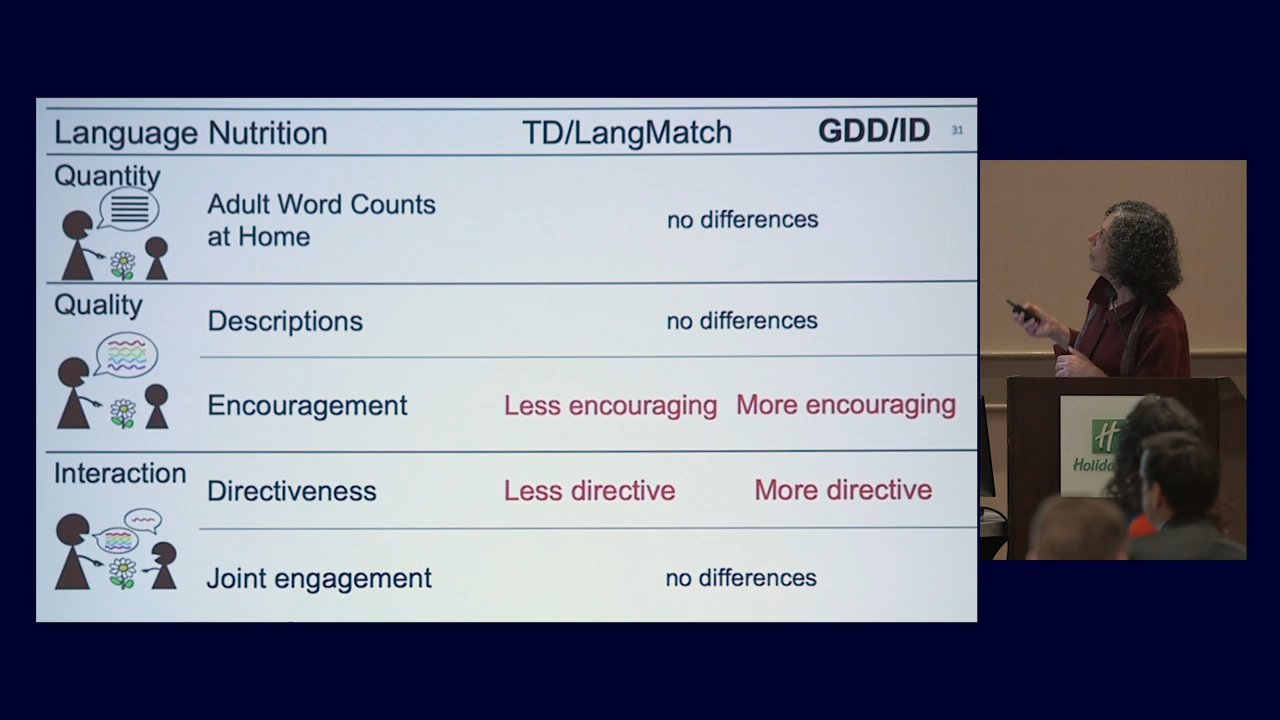 Language Nutrition TD/LangMatch GDD/ID 31
Quantity
Adult Word Counts
at Home
no differences
Quality
Descriptions no differences
Encouragement Less encouraging More encouraging
Interaction
Directiveness Less directive More directive
Joint engagement no differences
H